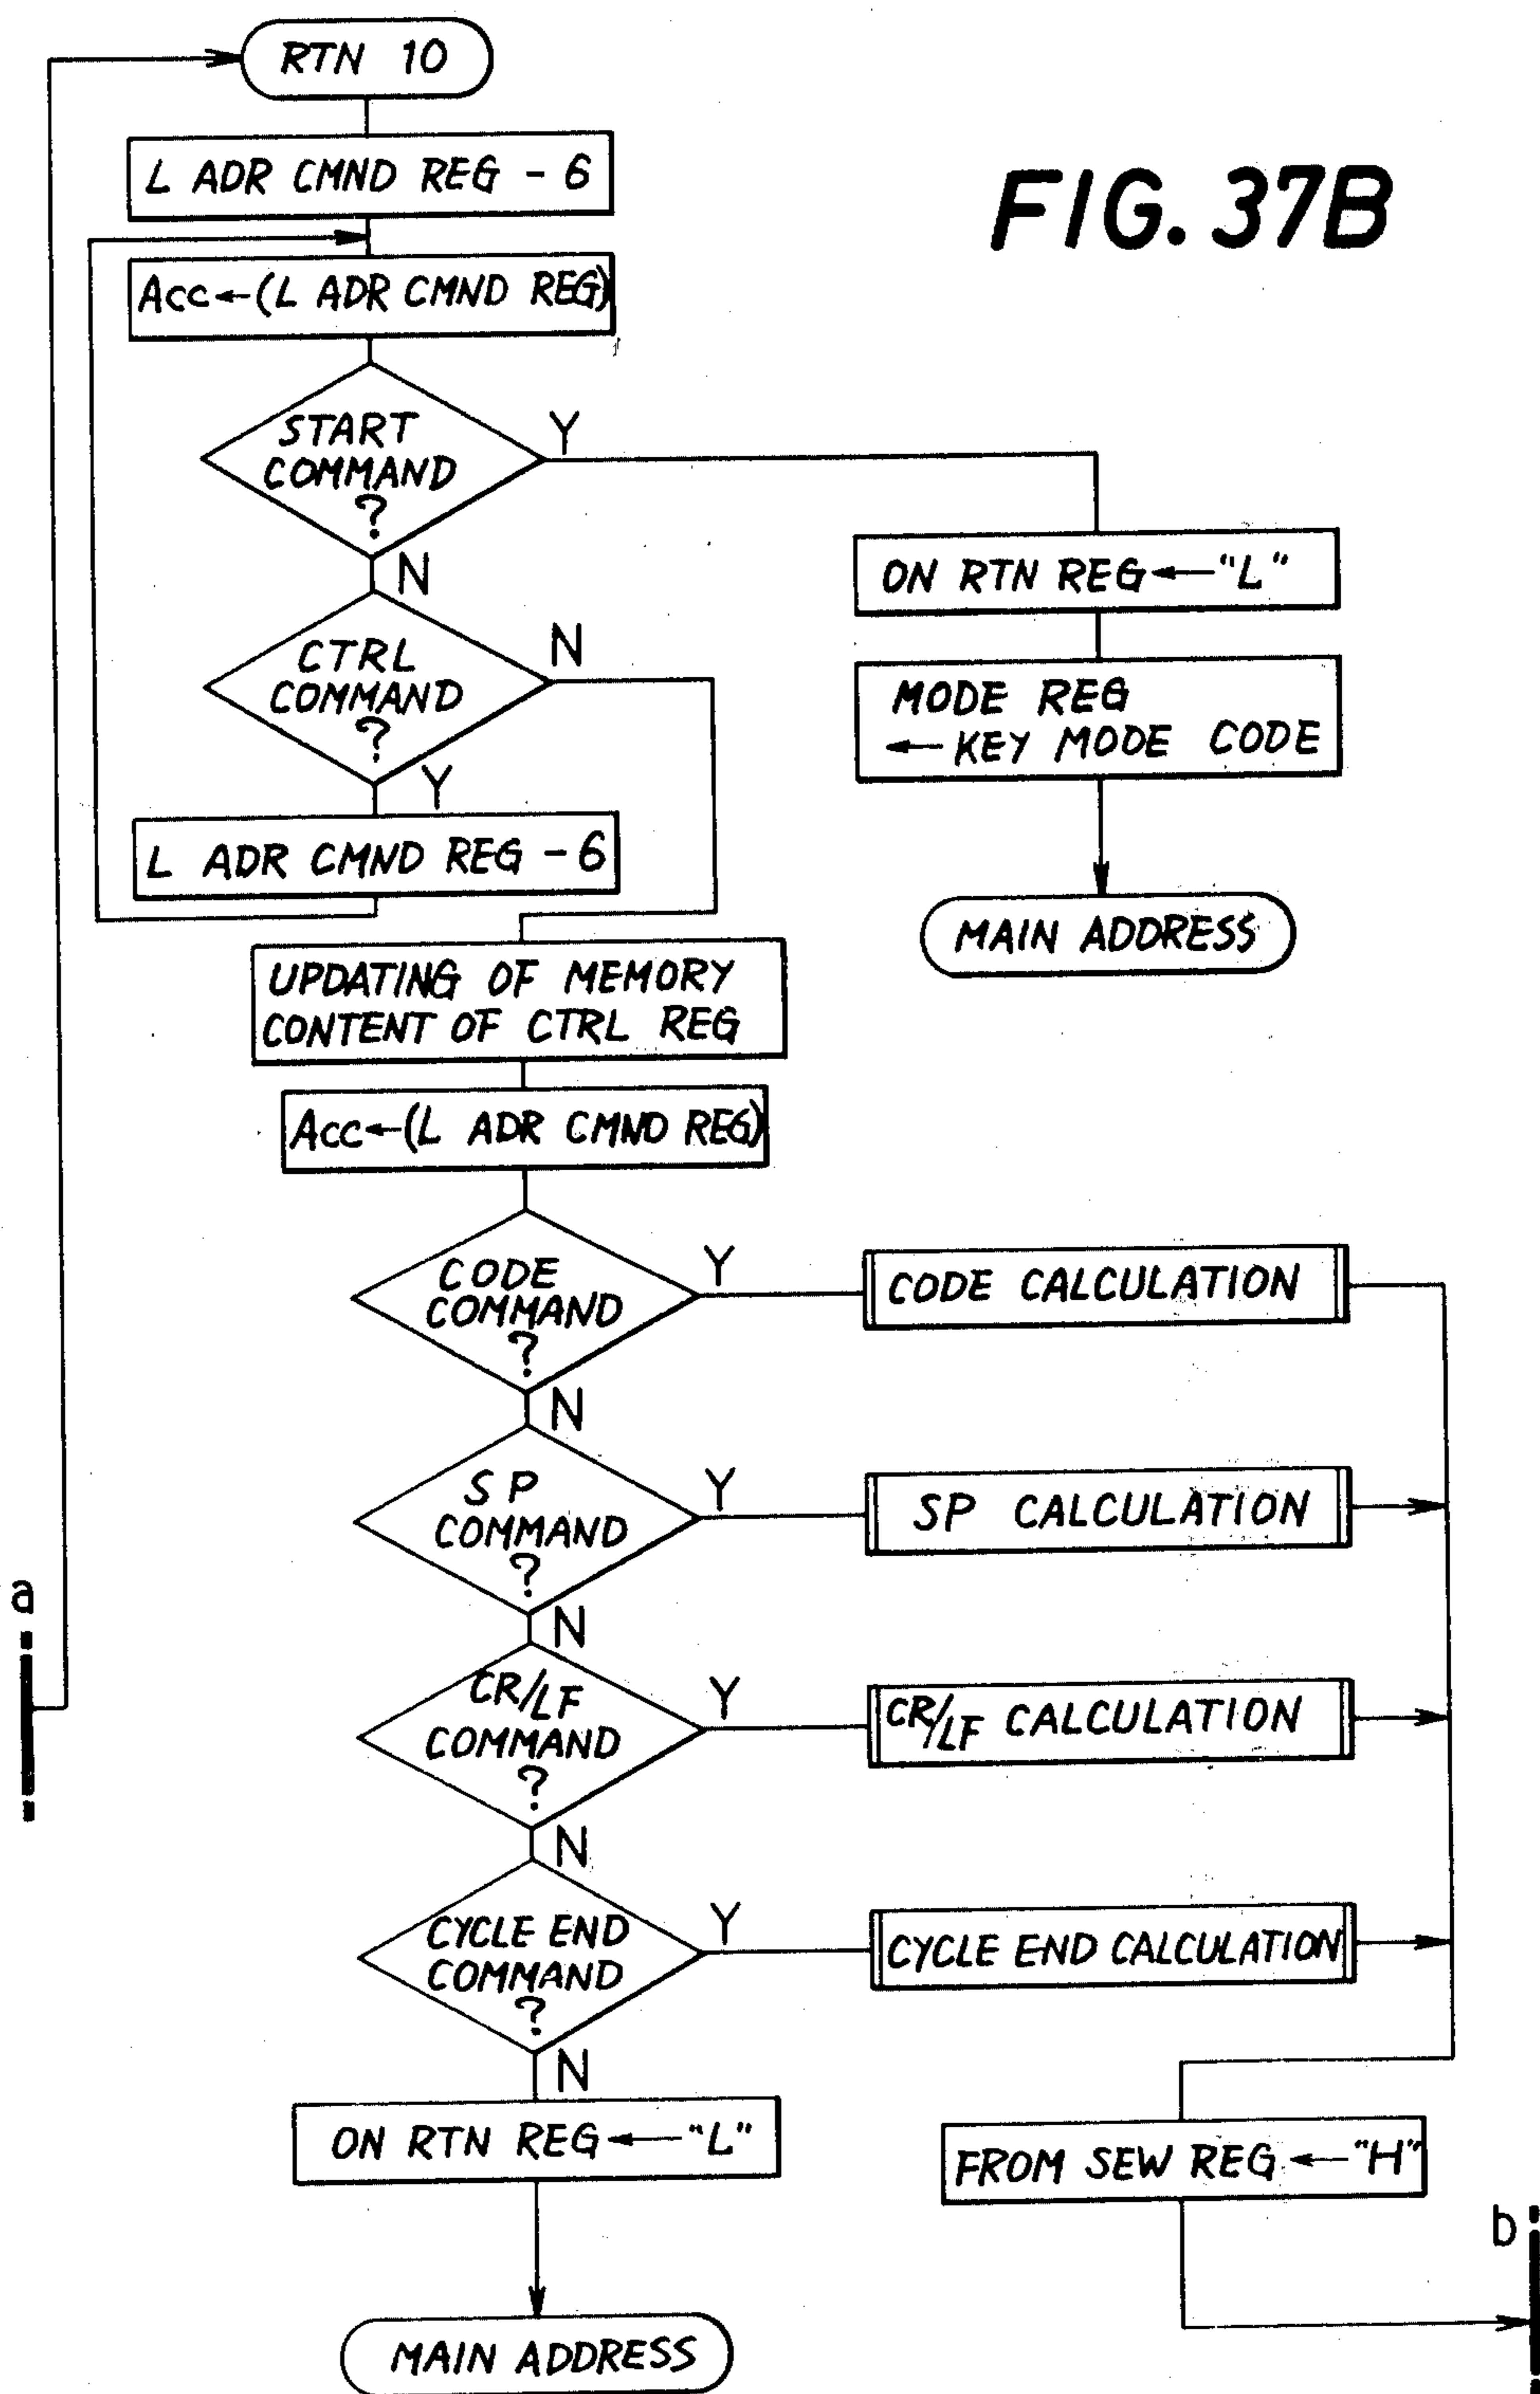 RTN 10
L ADR CMND REG - 6
FIG. 37B
Acc←(L ADR CMND REG)
START
COMMAND
?
Y
N
ON RTN REG←"L"
CTRL
COMMAND
?
N
Y
MODE REG
←KEY MODE CODE
L ADR CMND REG - 6
MAIN ADDRESS
UPDATING OF MEMORY
CONTENT OF CTRL REG
Acc←(L ADR CMND REG)
CODE
COMMAND
?
Y
CODE CALCULATION
N
SP
COMMAND
?
Y
SP CALCULATION
a
N
CR/LF
COMMAND
?
Y
CR/LF CALCULATION
N
CYCLE END
COMMAND
?
Y
CYCLE END CALCULATION
N
ON RTN REG←"L"
FROM SEW REG←"H"
b
MAIN ADDRESS